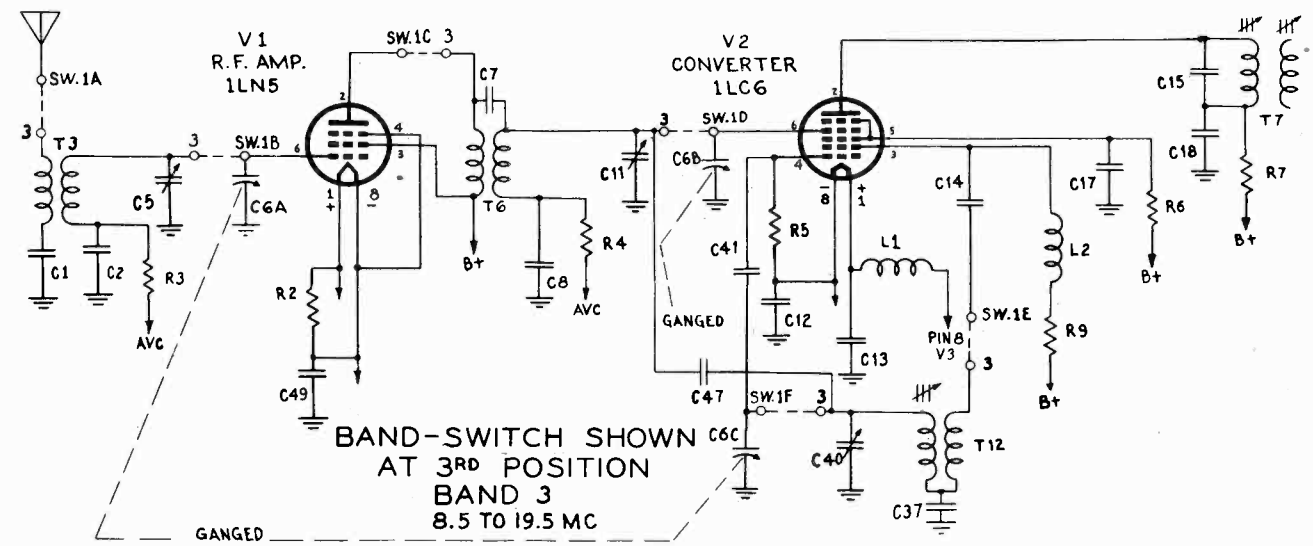 V1
R.F. AMP.
1LN5
SW.1C 3
V2
CONVERTER
1LC6
SW.1A
3
T3
3 SW.1B
C5
C6A
C1
C2
R3
AVC
2
6
4
3
1
+
8
–
R2
C49
C7
T6
B+
C8
R4
AVC
C11
3 SW.1D
C6B
GANGED
2
6
4
5
3
–
8
+
1
C41
R5
C12
C13
L1
PIN 8
V3
C14
L2
SW.1E
3
R9
B+
C17
R6
B+
C15
C18
T7
R7
B+
C47
SW.1F 3
C6C
C40
T12
C37
BAND-SWITCH SHOWN
AT 3RD POSITION
BAND 3
8.5 TO 19.5 MC
GANGED